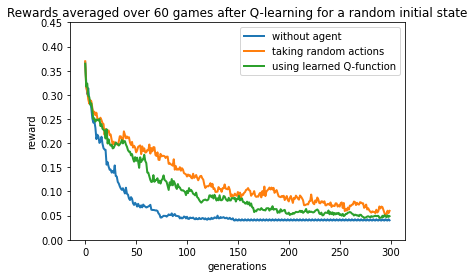 Rewards averaged over 60 games after Q-learning for a random initial state
0.45
0.40
0.35
0.30
0.25
0.20
0.15
0.10
0.05
0.00
reward
without agent
taking random actions
using learned Q-function
0 50 100 150 200 250 300
generations